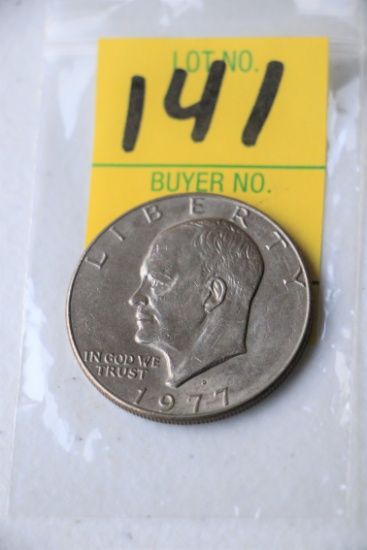 LOT NO.
141
BUYER NO.
LIBERTY
IN GOD WE
TRUST
1977